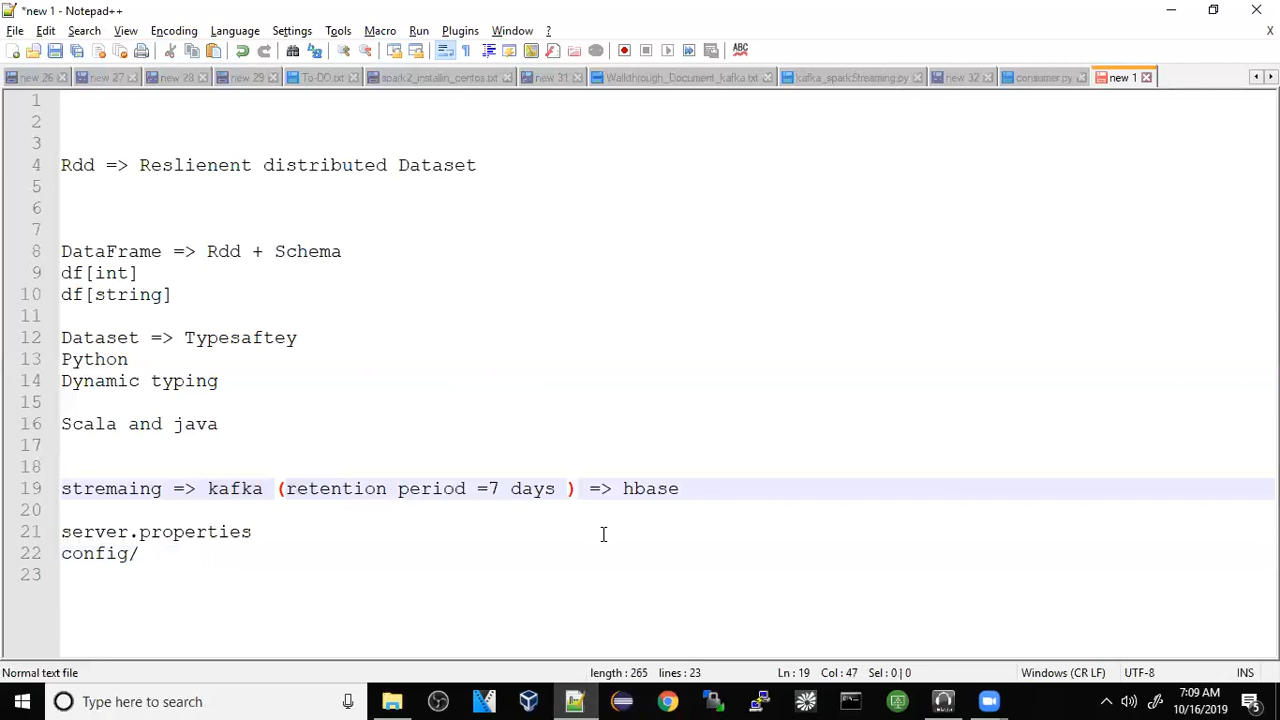 *new 1 - Notepad++
File Edit Search View Encoding Language Settings Tools Macro Run Plugins Window ? X
new 26 new 27 new 28 new 29 To-DO.txt spark2_installin_centos.txt new 31 Walkthrough_Document_kafka.txt kafka_sparkStreaming.py new 32 consumer.py new 1
1
2
3
4 Rdd => Reslienent distributed Dataset
5
6
7
8 DataFrame => Rdd + Schema
9 df[int]
10 df[string]
11
12 Dataset => Typesaftey
13 Python
14 Dynamic typing
15
16 Scala and java
17
18
19 stremaing => kafka (retention period =7 days ) => hbase
20
21 server.properties
22 config/
23
Normal text file length : 265 lines : 23 Ln : 19 Col : 47 Sel : 0 | 0 Windows (CR LF) UTF-8 INS
Type here to search 7:09 AM
10/16/2019 5